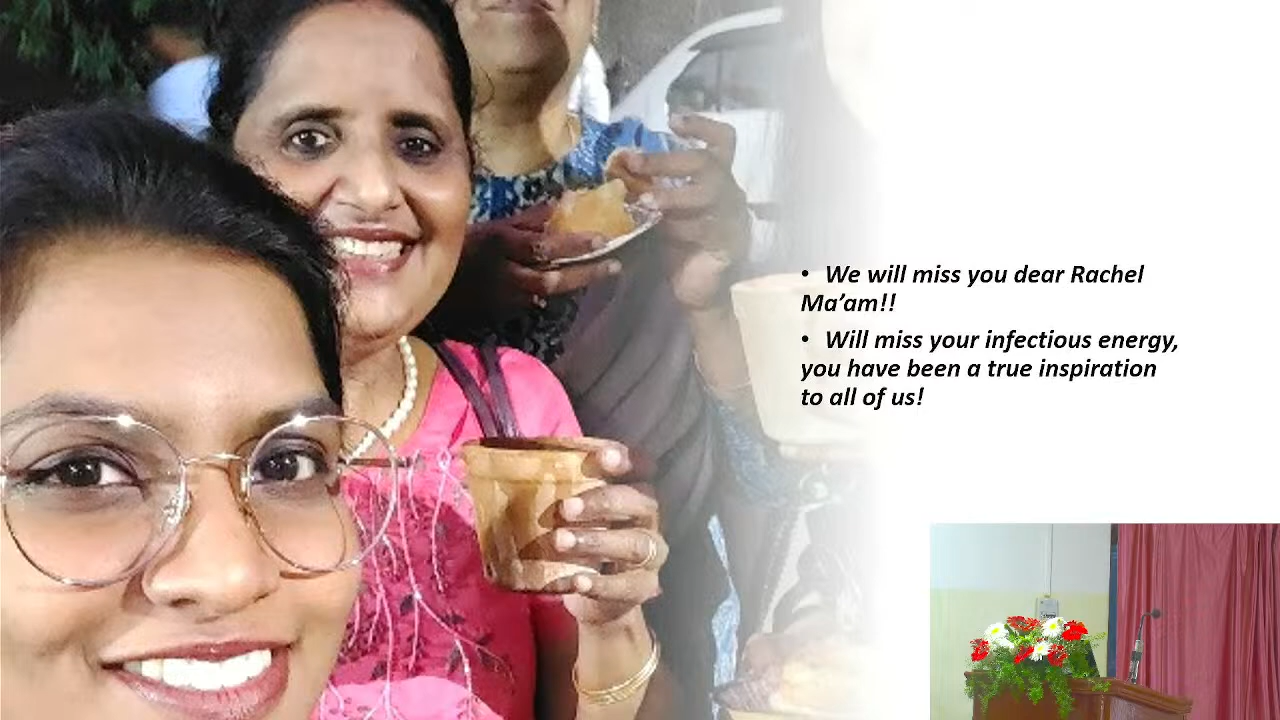 • We will miss you dear Rachel
Ma’am!!
• Will miss your infectious energy,
you have been a true inspiration
to all of us!